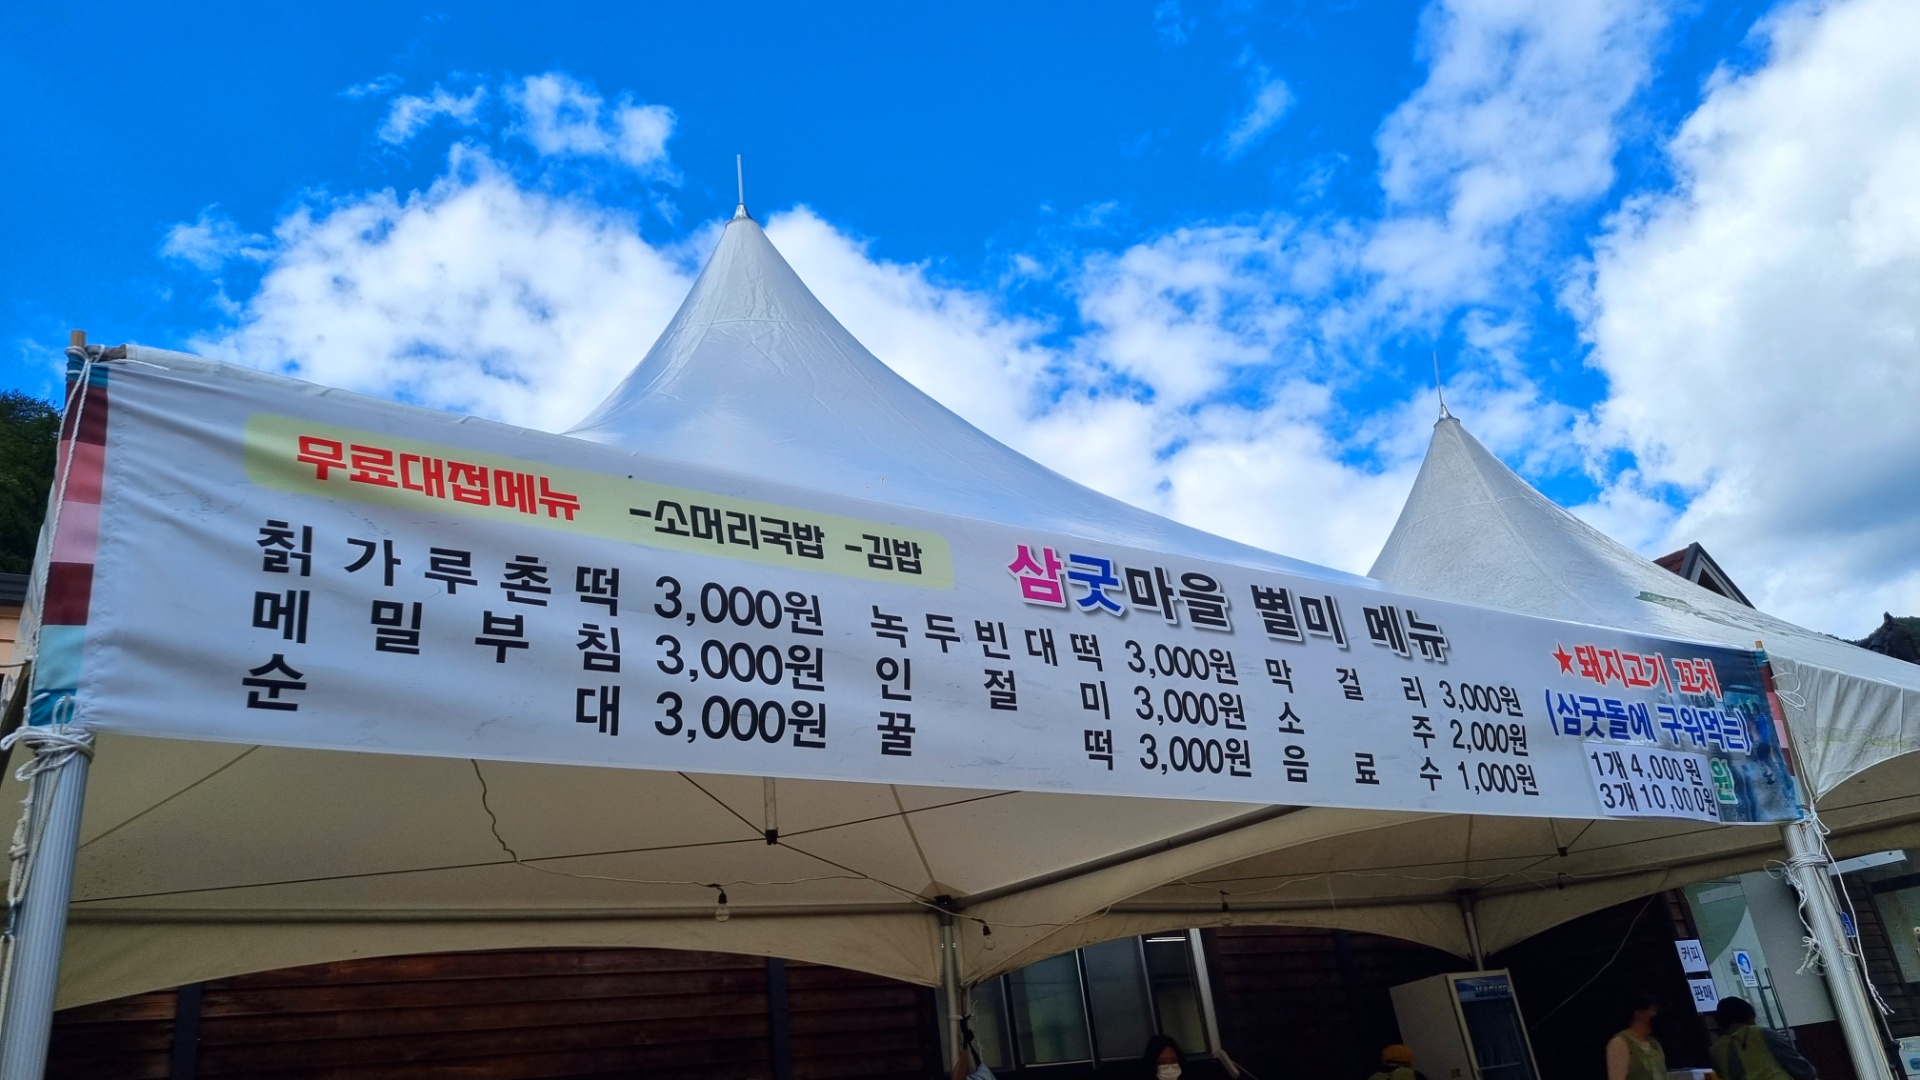 무료대접메뉴 -소머리국밥 -김밥
삼굿마을 별미 메뉴
칡가루촌떡 3,000원 녹두빈대떡 3,000원 막걸리 3,000원
메밀부침 3,000원 인절미 3,000원 소주 2,000원
순대 3,000원 꿀떡 3,000원 음료수 1,000원
★돼지고기 꼬치
(삼굿돌에 구워먹는)
1개 4,000원 원
3개 10,000원
커피
판매